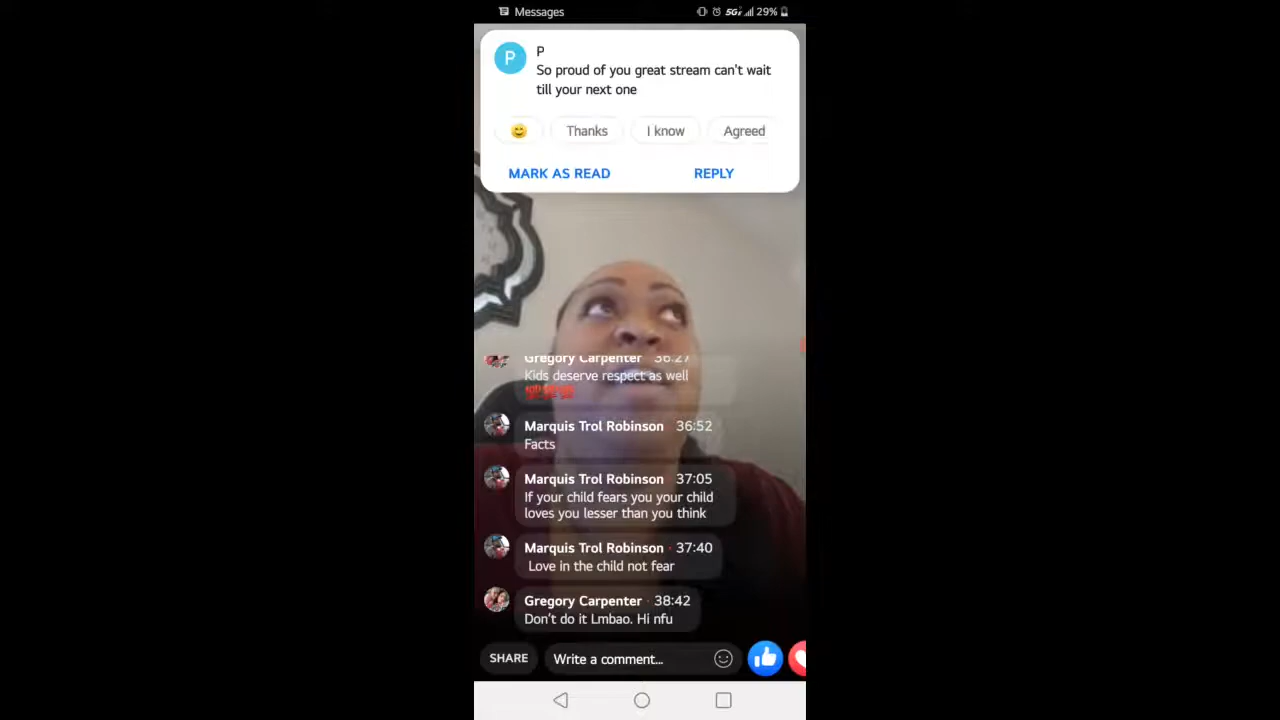 Messages
5G 29%
P
P
So proud of you great stream can't wait
till your next one
Thanks I know Agreed
MARK AS READ REPLY
Gregory Carpenter 36:27
Kids deserve respect as well
💯💯💯
Marquis Trol Robinson 36:52
Facts
Marquis Trol Robinson 37:05
If your child fears you your child
loves you lesser than you think
Marquis Trol Robinson · 37:40
Love in the child not fear
Gregory Carpenter · 38:42
Don't do it Lmbao. Hi nfu
SHARE Write a comment...